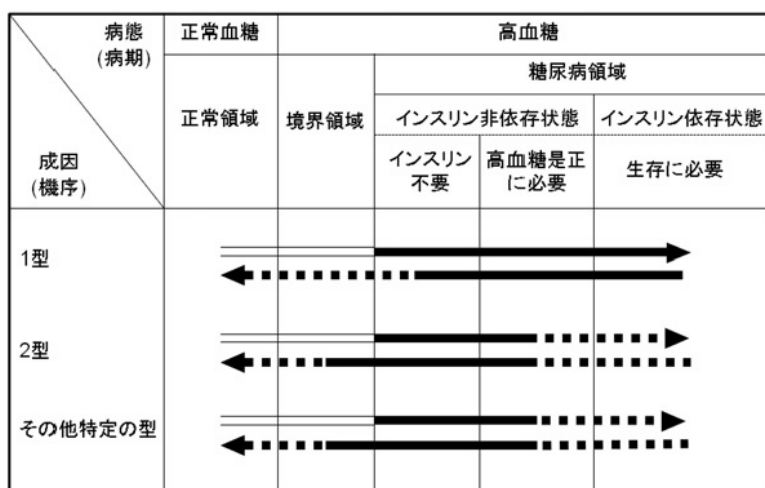 病態
(病期)
正常血糖
高血糖
糖尿病領域
正常領域
境界領域
インスリン非依存状態
インスリン依存状態
成因
(機序)
インスリン
不要
高血糖是正
に必要
生存に必要
1型
2型
その他特定の型